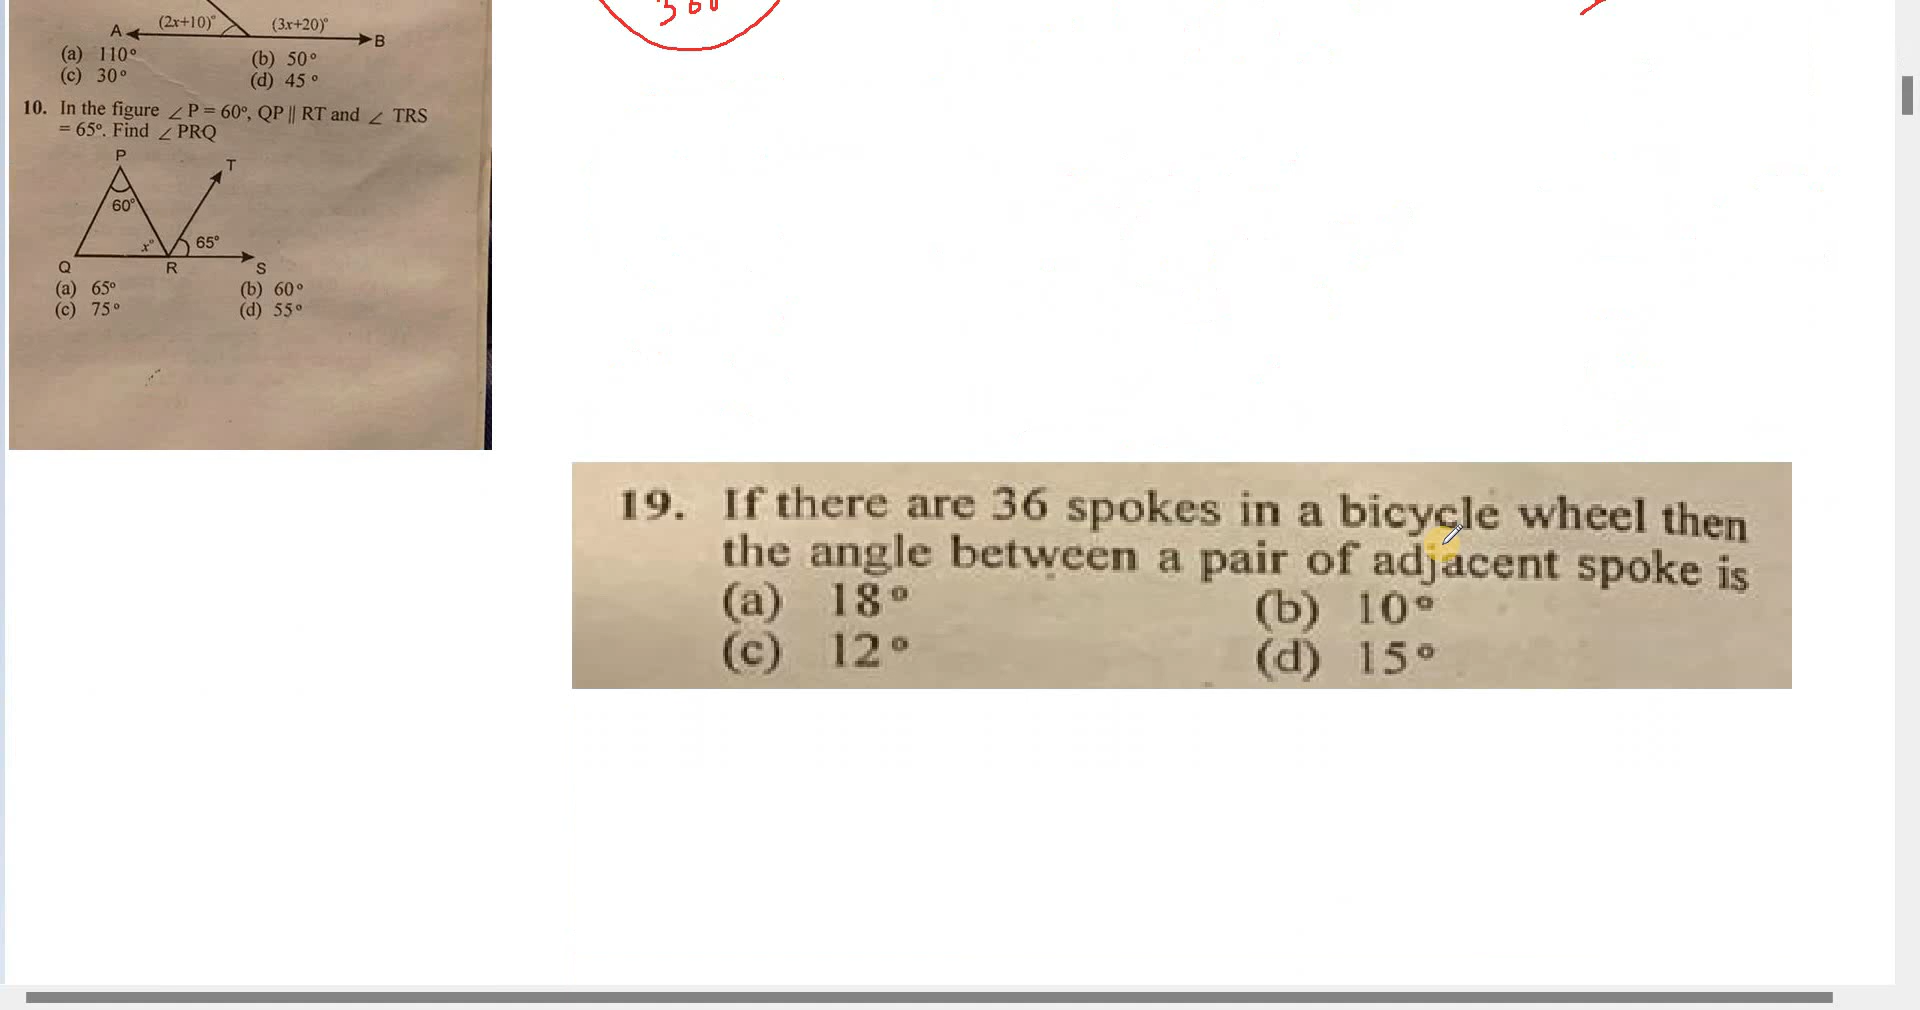 (2x+10)° (3x+20)°
A B
(a) 110° (b) 50°
(c) 30° (d) 45°
10. In the figure ∠P = 60°, QP || RT and ∠ TRS
= 65°. Find ∠PRQ
P
T
60°
x° 65°
Q R S
(a) 65° (b) 60°
(c) 75° (d) 55°
360
19. If there are 36 spokes in a bicycle wheel then
the angle between a pair of adjacent spoke is
(a) 18° (b) 10°
(c) 12° (d) 15°